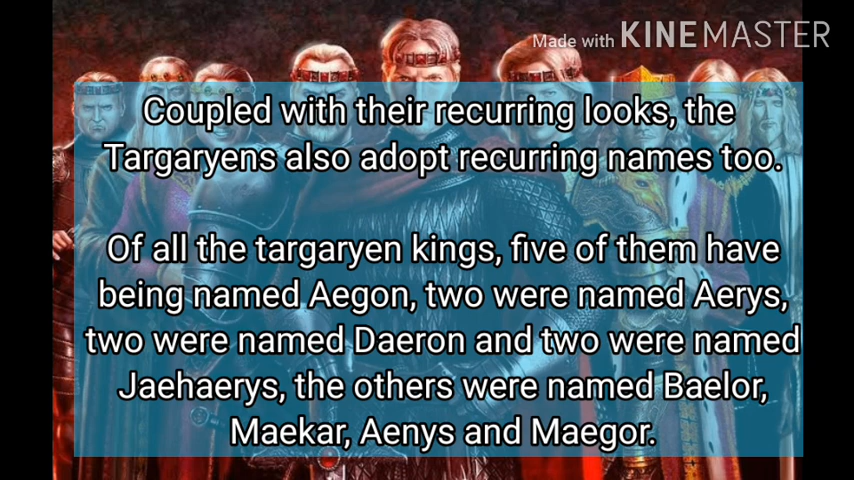 Made with KINEMASTER
Coupled with their recurring looks, the
Targaryens also adopt recurring names too.
Of all the targaryen kings, five of them have
being named Aegon, two were named Aerys,
two were named Daeron and two were named
Jaehaerys, the others were named Baelor,
Maekar, Aenys and Maegor.